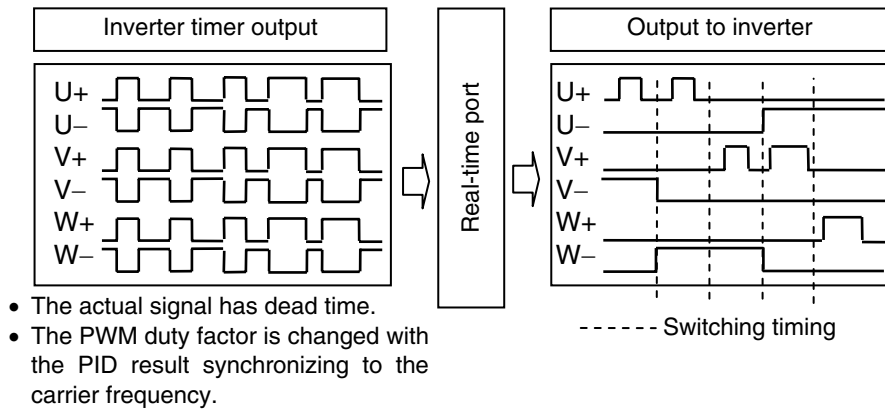 Inverter timer output
Real-time port
Output to inverter
U+
U−
V+
V−
W+
W−
U+
U−
V+
V−
W+
W−
• The actual signal has dead time.
• The PWM duty factor is changed with
the PID result synchronizing to the
carrier frequency.
------ Switching timing